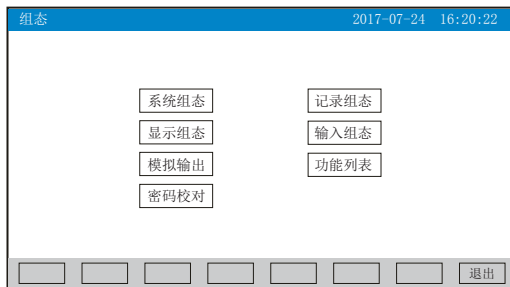 组态 2017-07-24 16:20:22
系统组态 记录组态
显示组态 输入组态
模拟输出 功能列表
密码校对
退出